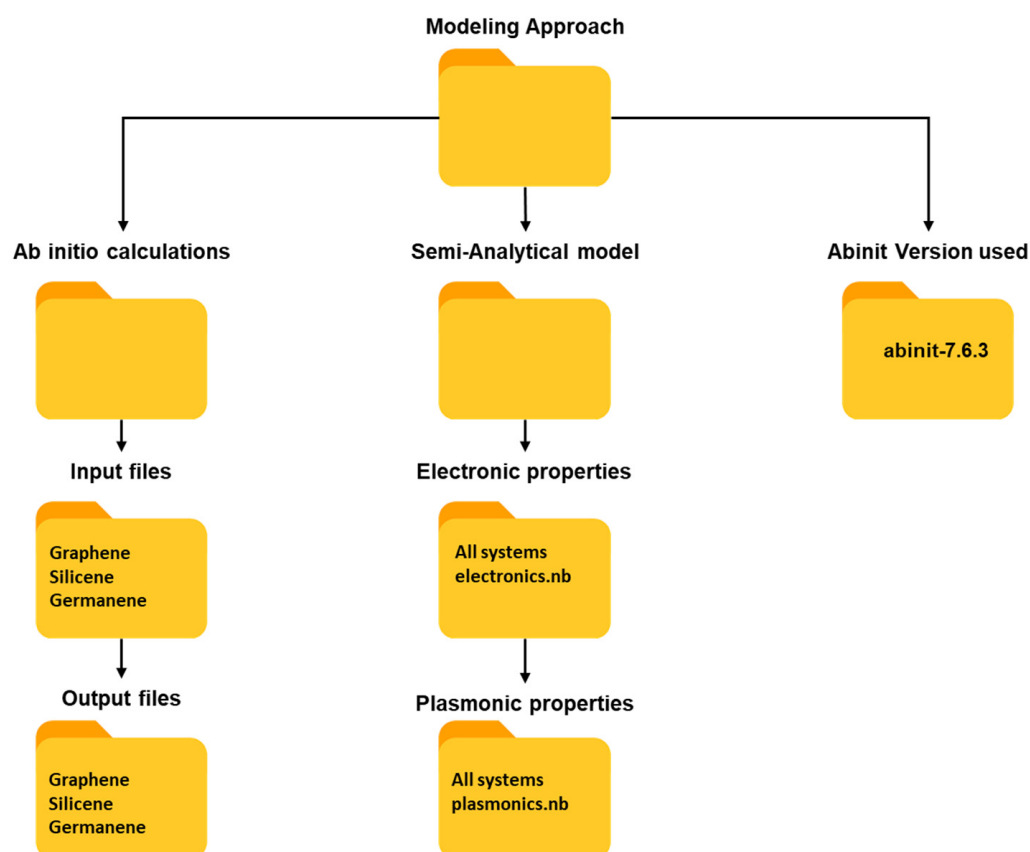 Modeling Approach
Ab initio calculations
Semi-Analytical model
Abinit Version used
abinit-7.6.3
Input files
Electronic properties
Graphene
Silicene
Germanene
All systems
electronics.nb
Output files
Plasmonic properties
Graphene
Silicene
Germanene
All systems
plasmonics.nb